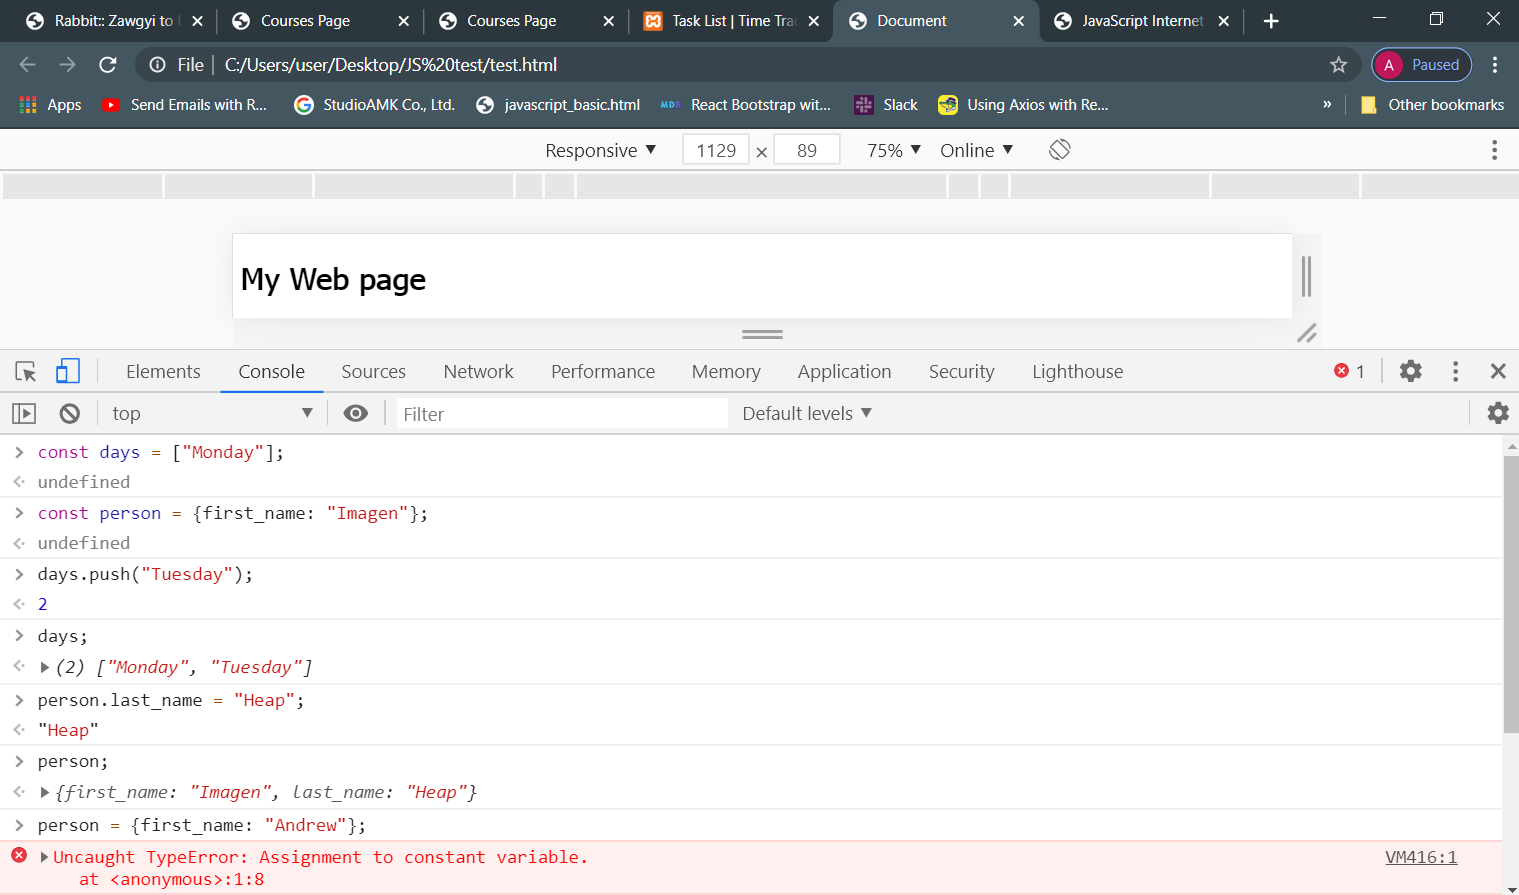 Rabbit:: Zawgyi to
Courses Page
Courses Page
Task List | Time Tra
Document
JavaScript Internet
File
C:/Users/user/Desktop/JS%20test/test.html
A
Paused
Apps
Send Emails with R...
StudioAMK Co., Ltd.
javascript_basic.html
MDB
React Bootstrap wit...
Slack
Using Axios with Re...
»
Other bookmarks
Responsive
1129 × 89
75%
Online
My Web page
Elements
Console
Sources
Network
Performance
Memory
Application
Security
Lighthouse
1
top
Filter
Default levels
const days = ["Monday"];
undefined
const person = {first_name: "Imagen"};
undefined
days.push("Tuesday");
2
days;
(2) ["Monday", "Tuesday"]
person.last_name = "Heap";
"Heap"
person;
{first_name: "Imagen", last_name: "Heap"}
person = {first_name: "Andrew"};
Uncaught TypeError: Assignment to constant variable.
VM416:1
at <anonymous>:1:8